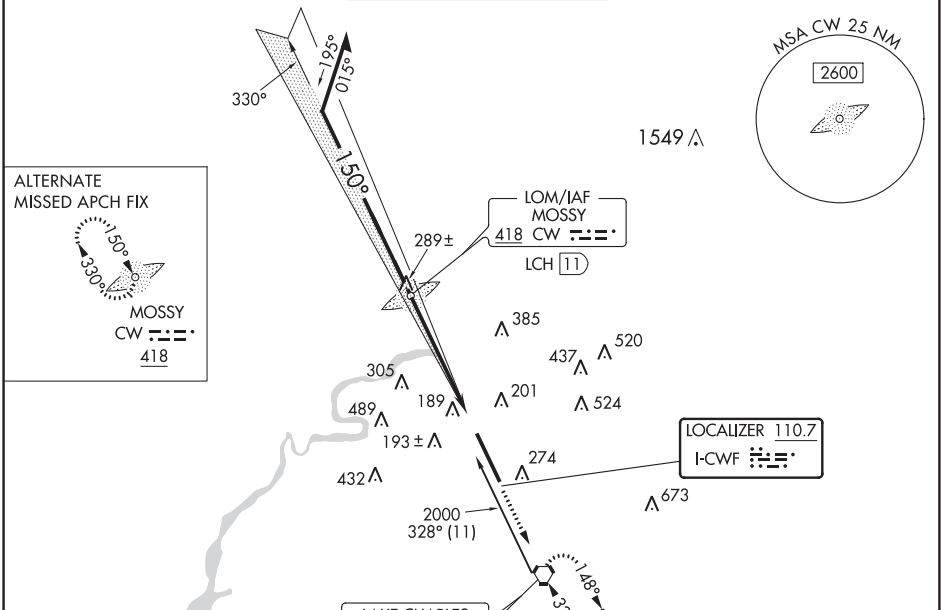 MSA CW 25 NM
2600
195°
015°
330°
1549
150°
ALTERNATE
MISSED APCH FIX
150°
330°
MOSSY
CW
418
LOM/IAF
MOSSY
418 CW
LCH 11
289±
385
520
437
305
201
524
189
489
193 ±
LOCALIZER 110.7
I-CWF
274
432
673
2000
328° (11)
148°